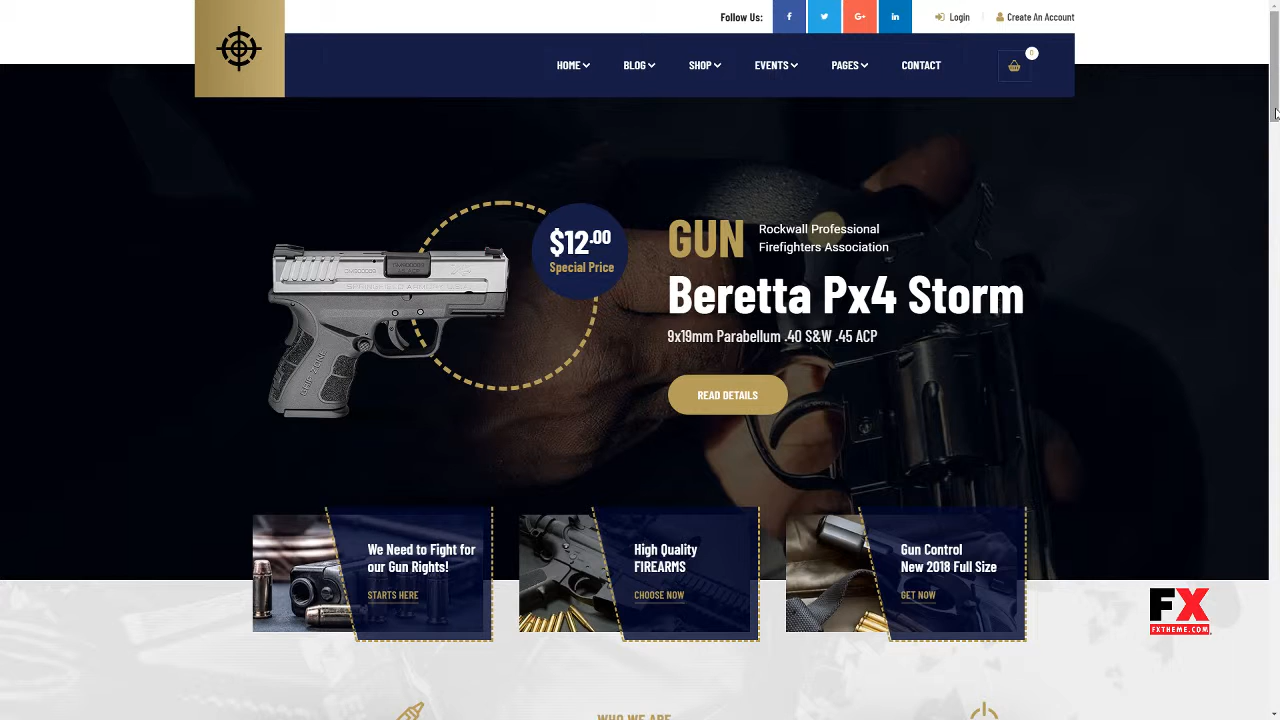 Follow Us:
Login
Create An Account
HOME
BLOG
SHOP
EVENTS
PAGES
CONTACT
0
$12.00
Special Price
GUN
Rockwall Professional
Firefighters Association
Beretta Px4 Storm
9x19mm Parabellum .40 S&W .45 ACP
READ DETAILS
We Need to Fight for
our Gun Rights!
STARTS HERE
High Quality
FIREARMS
CHOOSE NOW
Gun Control
New 2018 Full Size
GET NOW
FX
FXTHEME.COM
WHO WE ARE